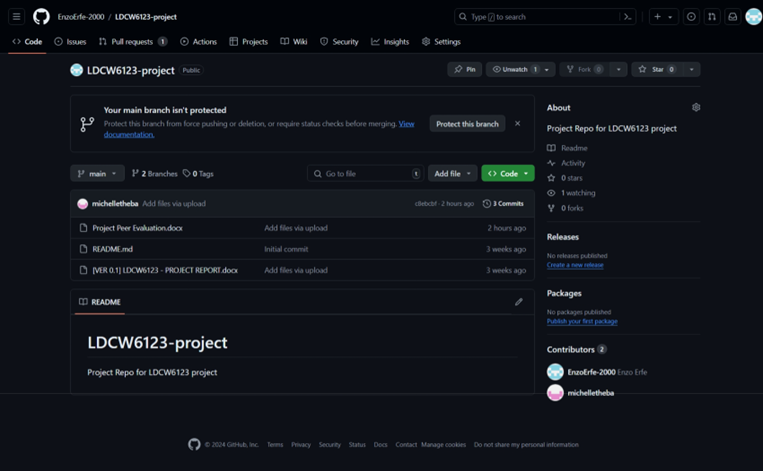 EnzoErfe-2000 / LDCW6123-project
Type / to search
Code Issues Pull requests 1 Actions Projects Wiki Security Insights Settings
LDCW6123-project Public
Pin Unwatch 1 Fork 0 Star 0
Your main branch isn't protected
Protect this branch from force pushing or deletion, or require status checks before merging. View
documentation.
Protect this branch
main 2 Branches 0 Tags
Go to file
Add file
Code
michelletheba Add files via upload
2 hours ago 3 Commits
Project Peer Evaluation.docx Add files via upload 2 hours ago
README.md Initial commit 3 weeks ago
[VER 0.1] LDCW6123 - PROJECT REPORT.docx Add files via upload 3 weeks ago
README
LDCW6123-project
Project Repo for LDCW6123 project
About
Project Repo for LDCW6123 project
Readme
Activity
0 stars
1 watching
0 forks
Releases
No releases published
Create a new release
Packages
No packages published
Publish your first package
Contributors 2
EnzoErfe-2000 Enzo Erfe
michelletheba
© 2024 GitHub, Inc. Terms Privacy Security Status Docs Contact Manage cookies Do not share my personal information